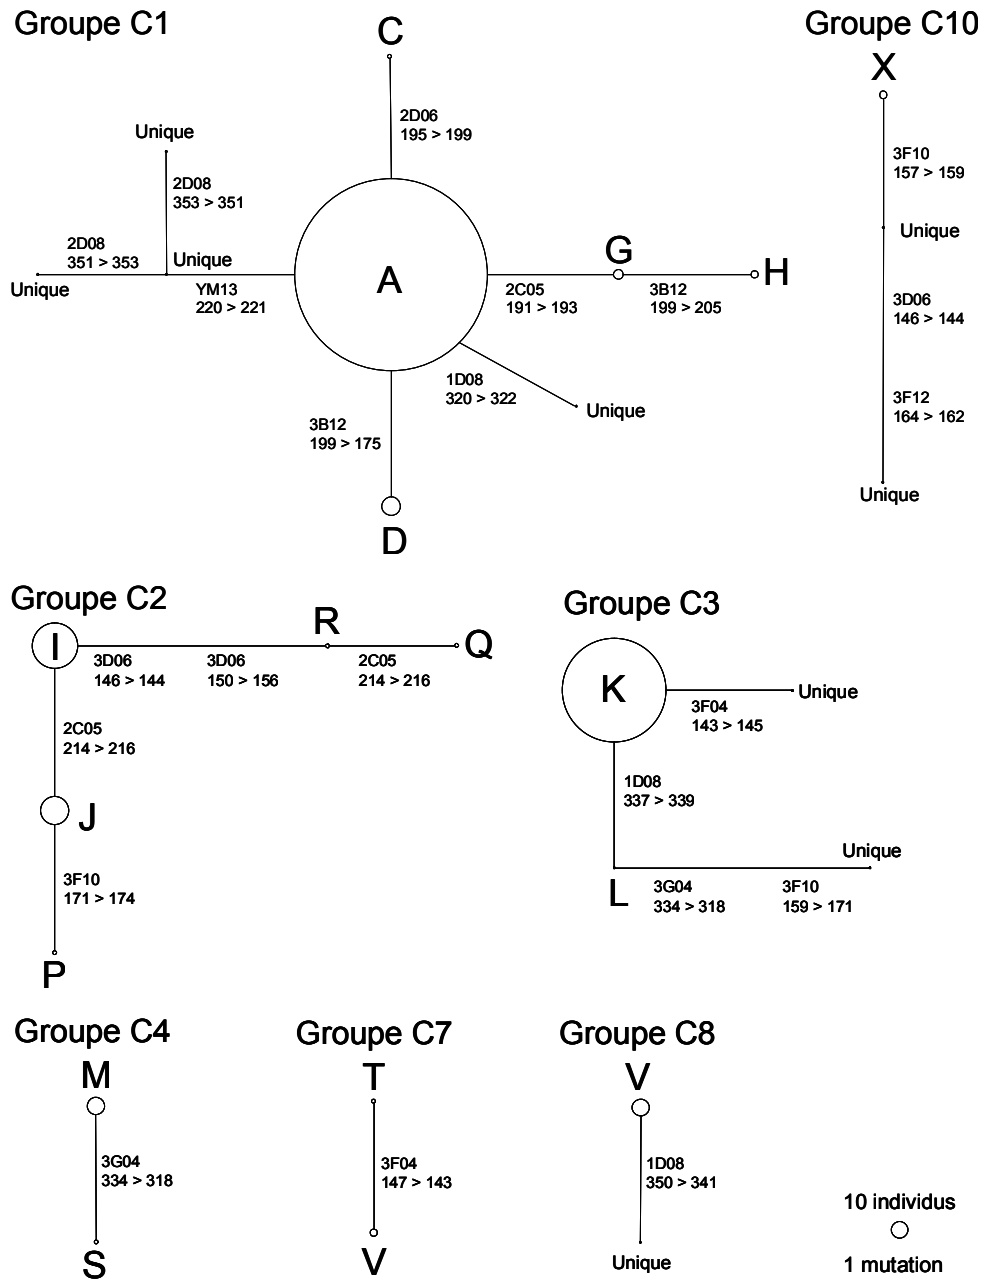 Groupe C1
C
2D06
195 > 199
Unique
2D08
353 > 351
2D08
351 > 353
Unique
Unique
YM13
220 > 221
A
G
H
2C05
191 > 193
3B12
199 > 205
1D08
320 > 322
Unique
3B12
199 > 175
D
Groupe C10
X
3F10
157 > 159
Unique
3D06
146 > 144
3F12
164 > 162
Unique
Groupe C2
I
R
Q
3D06
146 > 144
3D06
150 > 156
2C05
214 > 216
2C05
214 > 216
J
3F10
171 > 174
P
Groupe C3
K
Unique
3F04
143 > 145
1D08
337 > 339
Unique
L
3G04
334 > 318
3F10
159 > 171
Groupe C4
M
3G04
334 > 318
S
Groupe C7
T
3F04
147 > 143
V
Groupe C8
V
1D08
350 > 341
Unique
10 individus
1 mutation